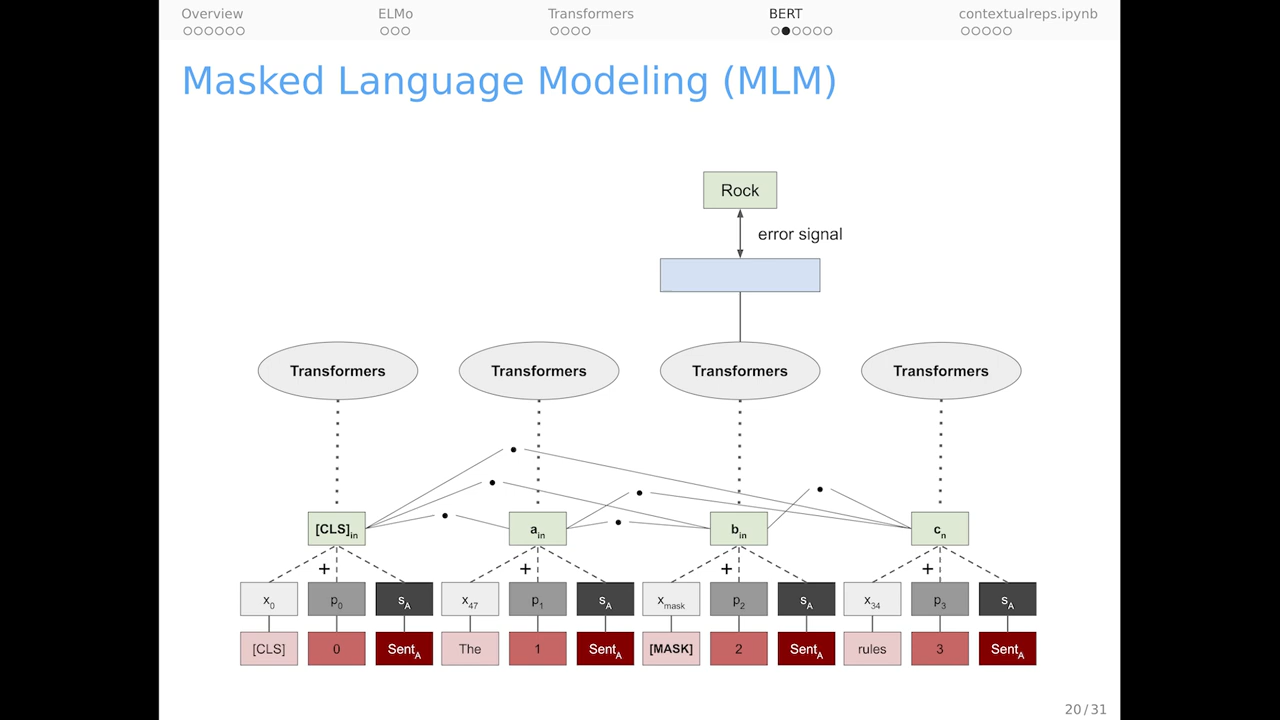 Overview ELMo Transformers BERT contextualreps.ipynb
Masked Language Modeling (MLM)
Rock
error signal
Transformers Transformers Transformers Transformers
[CLS]in ain bin cn
+ + + +
x0 p0 sA x47 p1 sA xmask p2 sA x34 p3 sA
[CLS] 0 SentA The 1 SentA [MASK] 2 SentA rules 3 SentA
20/31